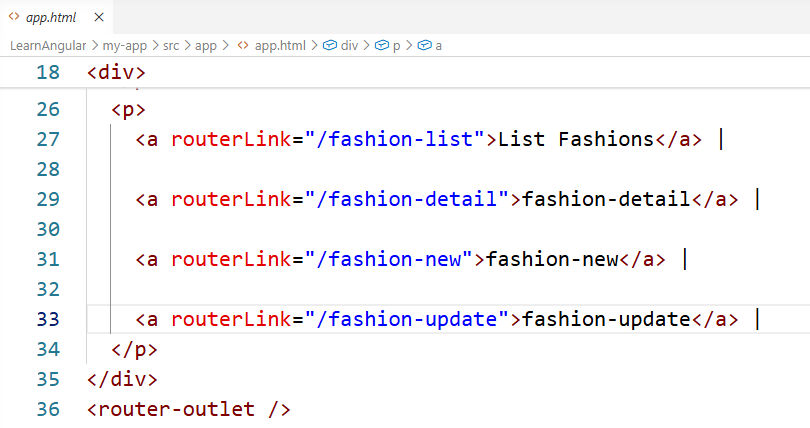 app.html
LearnAngular > my-app > src > app > app.html > div > p > a
18 <div>
26 <p>
27 <a routerLink="/fashion-list">List Fashions</a> |
28
29 <a routerLink="/fashion-detail">fashion-detail</a> |
30
31 <a routerLink="/fashion-new">fashion-new</a> |
32
33 <a routerLink="/fashion-update">fashion-update</a> |
34 </p>
35 </div>
36 <router-outlet />